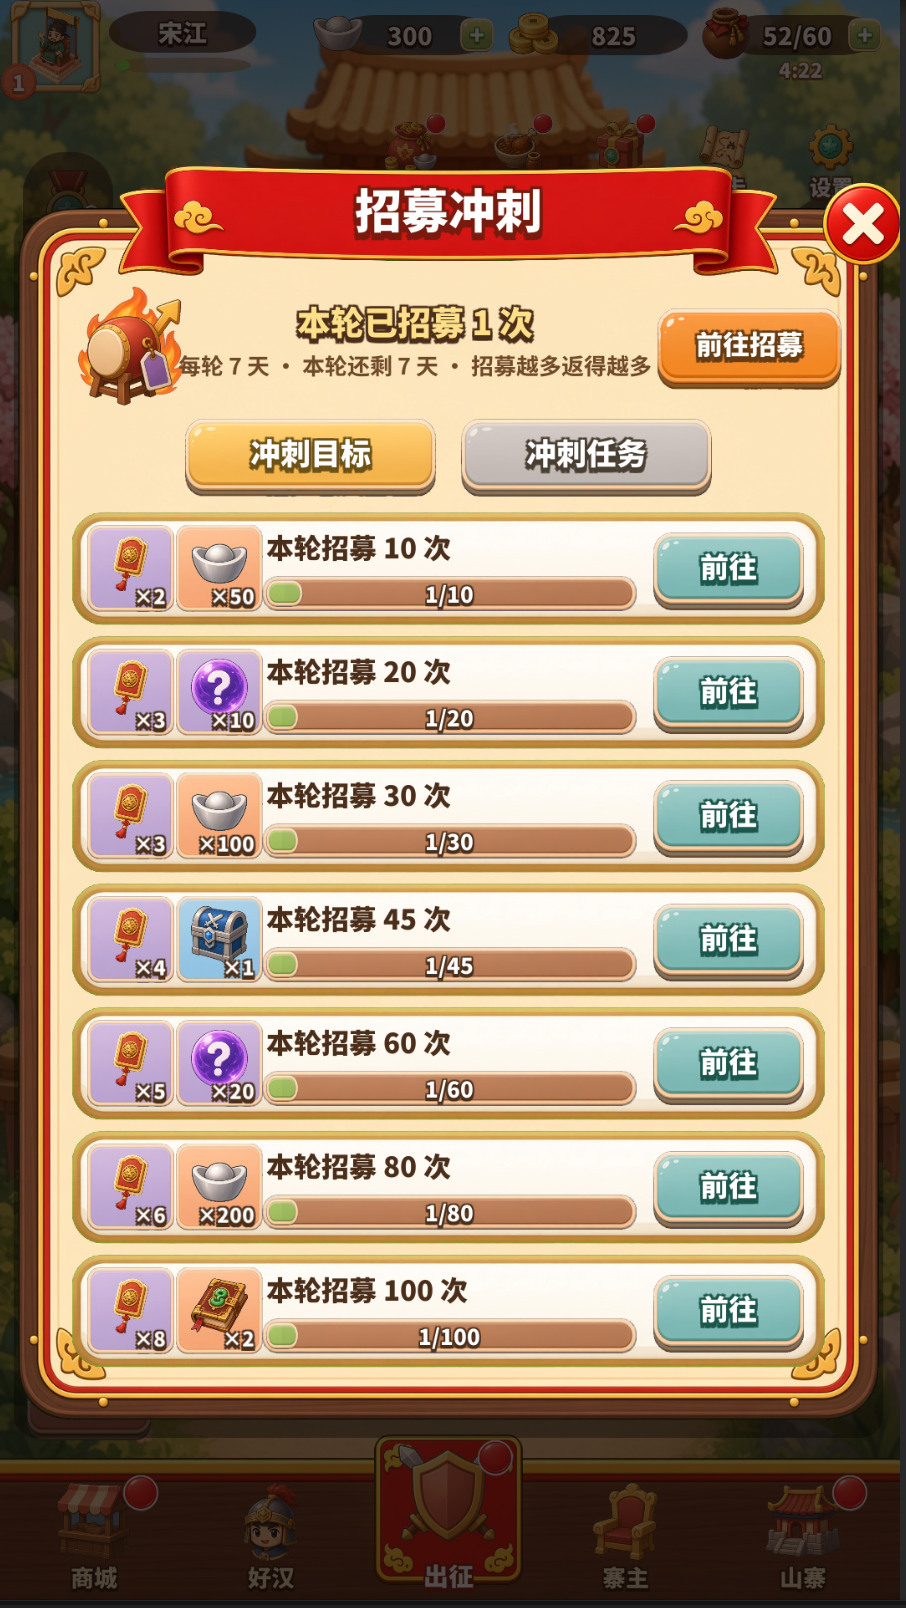 宋江
300
825
52/60
4:22
1
设置
招募冲刺
本轮已招募 1 次
每轮 7 天 · 本轮还剩 7 天 · 招募越多返得越多
前往招募
冲刺目标
冲刺任务
本轮招募 10 次
×2
×50
1/10
前往
本轮招募 20 次
?
×3
×10
1/20
前往
本轮招募 30 次
×3
×100
1/30
前往
本轮招募 45 次
×4
×1
1/45
前往
本轮招募 60 次
?
×5
×20
1/60
前往
本轮招募 80 次
×6
×200
1/80
前往
本轮招募 100 次
3
×8
×2
1/100
前往
商城
好汉
出征
寨主
山寨